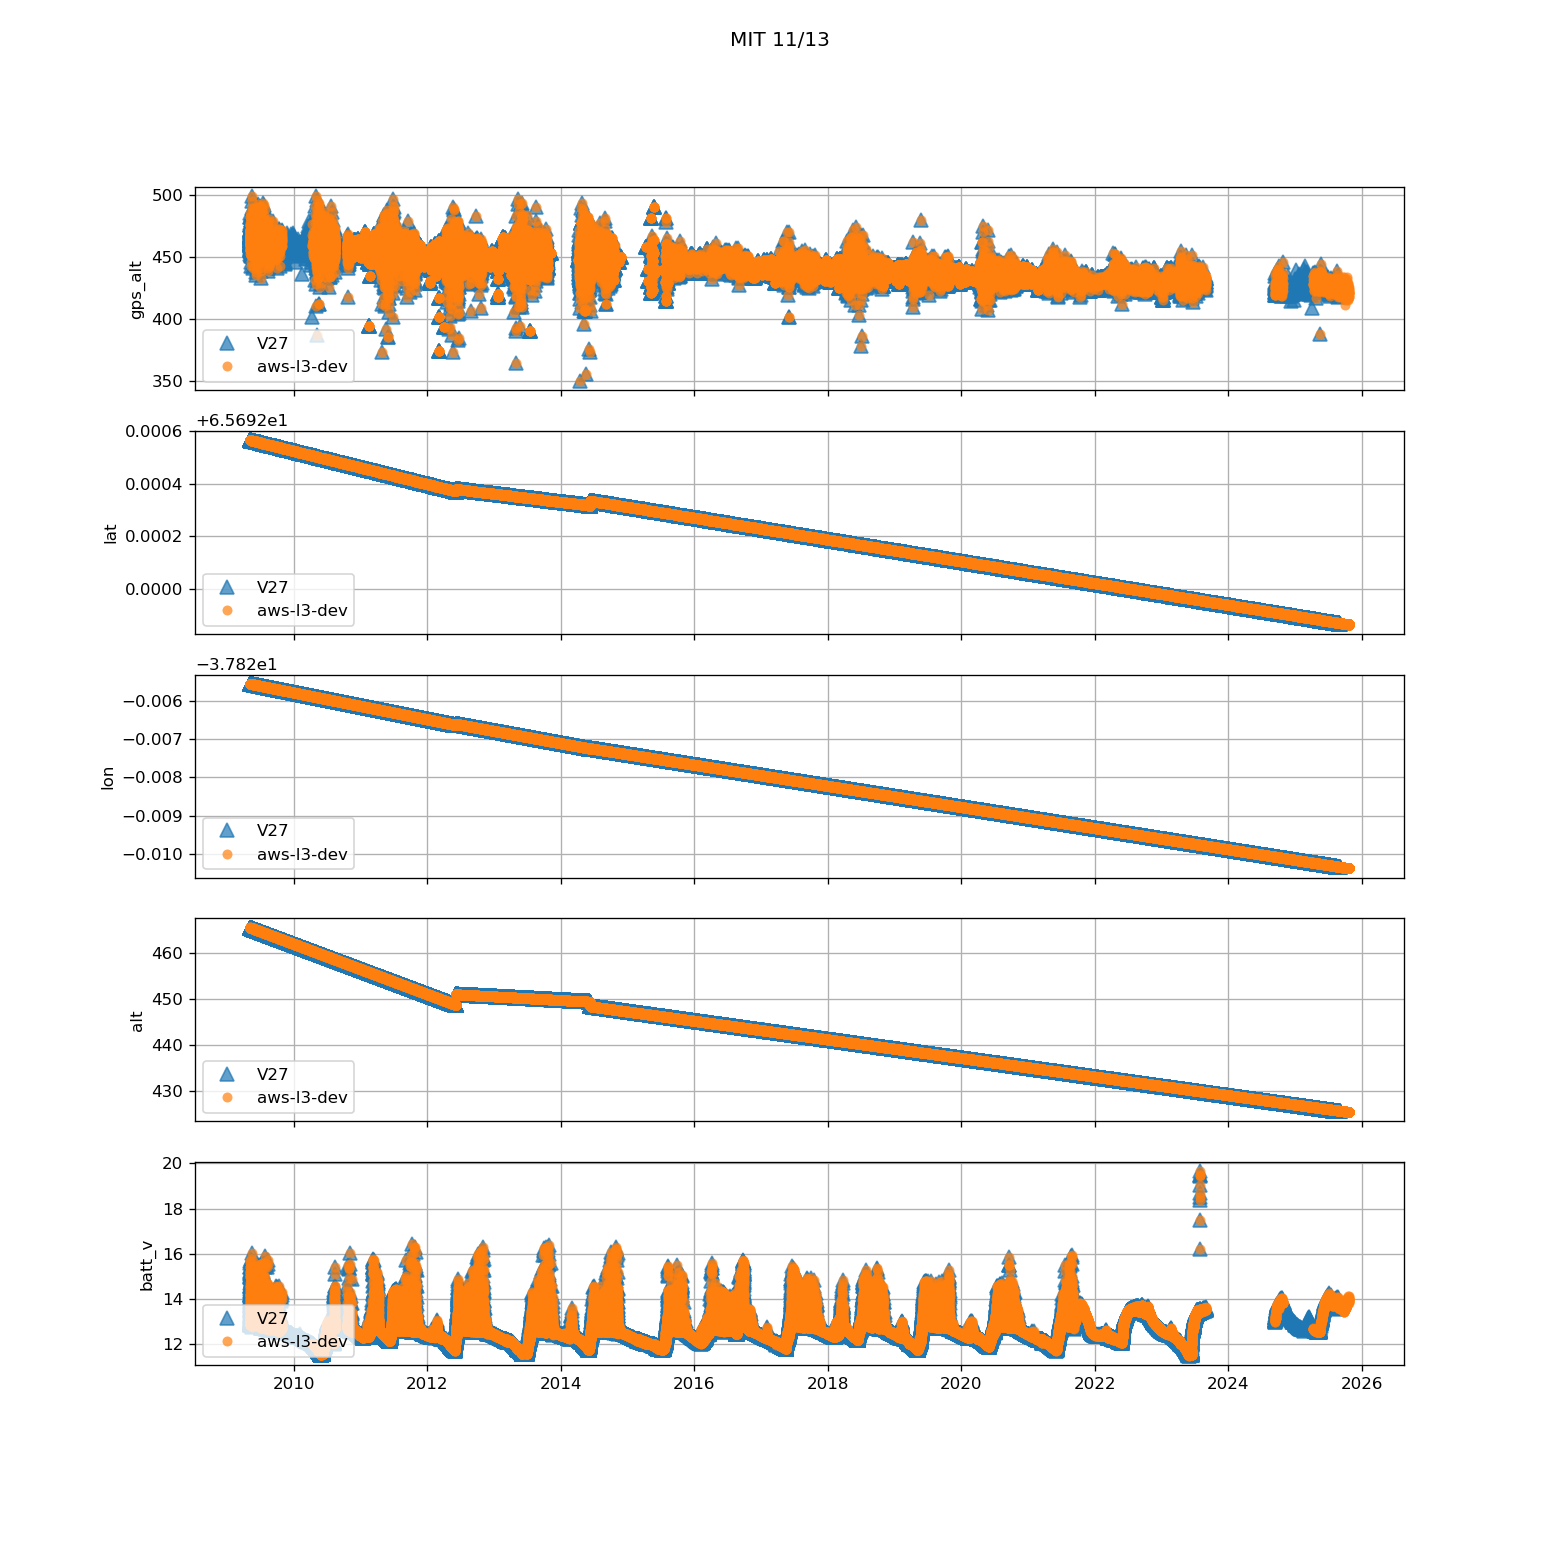 MIT 11/13
500
450
400
350
gps_alt
V27
aws-l3-dev
+6.5692e1
0.0006
0.0004
0.0002
0.0000
lat
V27
aws-l3-dev
−3.782e1
−0.006
−0.007
−0.008
−0.009
−0.010
lon
V27
aws-l3-dev
460
450
440
430
alt
V27
aws-l3-dev
20
18
16
14
12
batt_v
V27
aws-l3-dev
2010 2012 2014 2016 2018 2020 2022 2024 2026